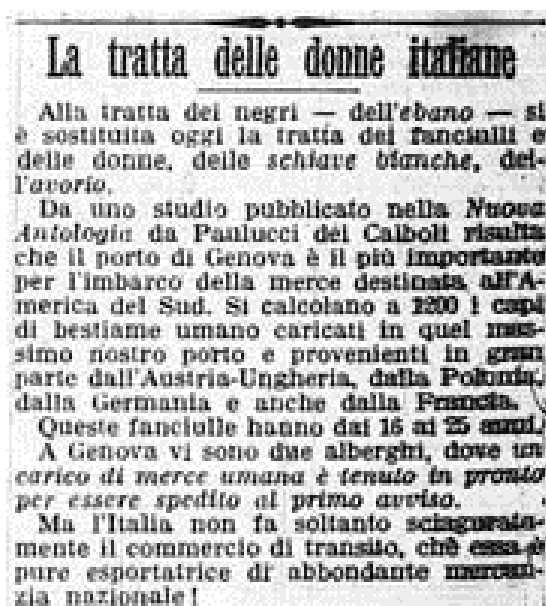 La tratta delle donne italiane
Alla tratta dei negri — dell'ebano — si
è sostituita oggi la tratta dei fanciulli e
delle donne, delle schiave bianche, del-
l'avorio.
Da uno studio pubblicato nella Nuova
Antologia da Paulucci dei Calboli risulta
che il porto di Genova è il più importante
per l'imbarco della merce destinata all'A-
merica del Sud. Si calcolano a 1200 i capi
di bestiame umano caricati in quel mas-
simo nostro porto e provenienti in gran
parte dall'Austria-Ungheria, dalla Polonia,
dalla Germania e anche dalla Francia.
Queste fanciulle hanno dai 16 ai 25 anni.
A Genova vi sono due alberghi, dove un
carico di merce umana è tenuto in pronto
per essere spedito al primo avviso.
Ma l'Italia non fa soltanto sciagurata-
mente il commercio di transito, chè essa è
pure esportatrice di abbondante mercan-
zia nazionale!